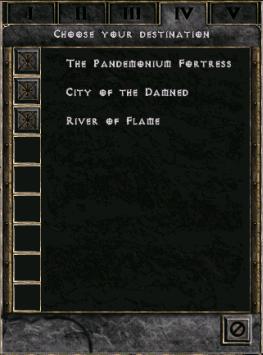 I II III IV V
Choose your destination
The Pandemonium Fortress
City of the Damned
River of Flame